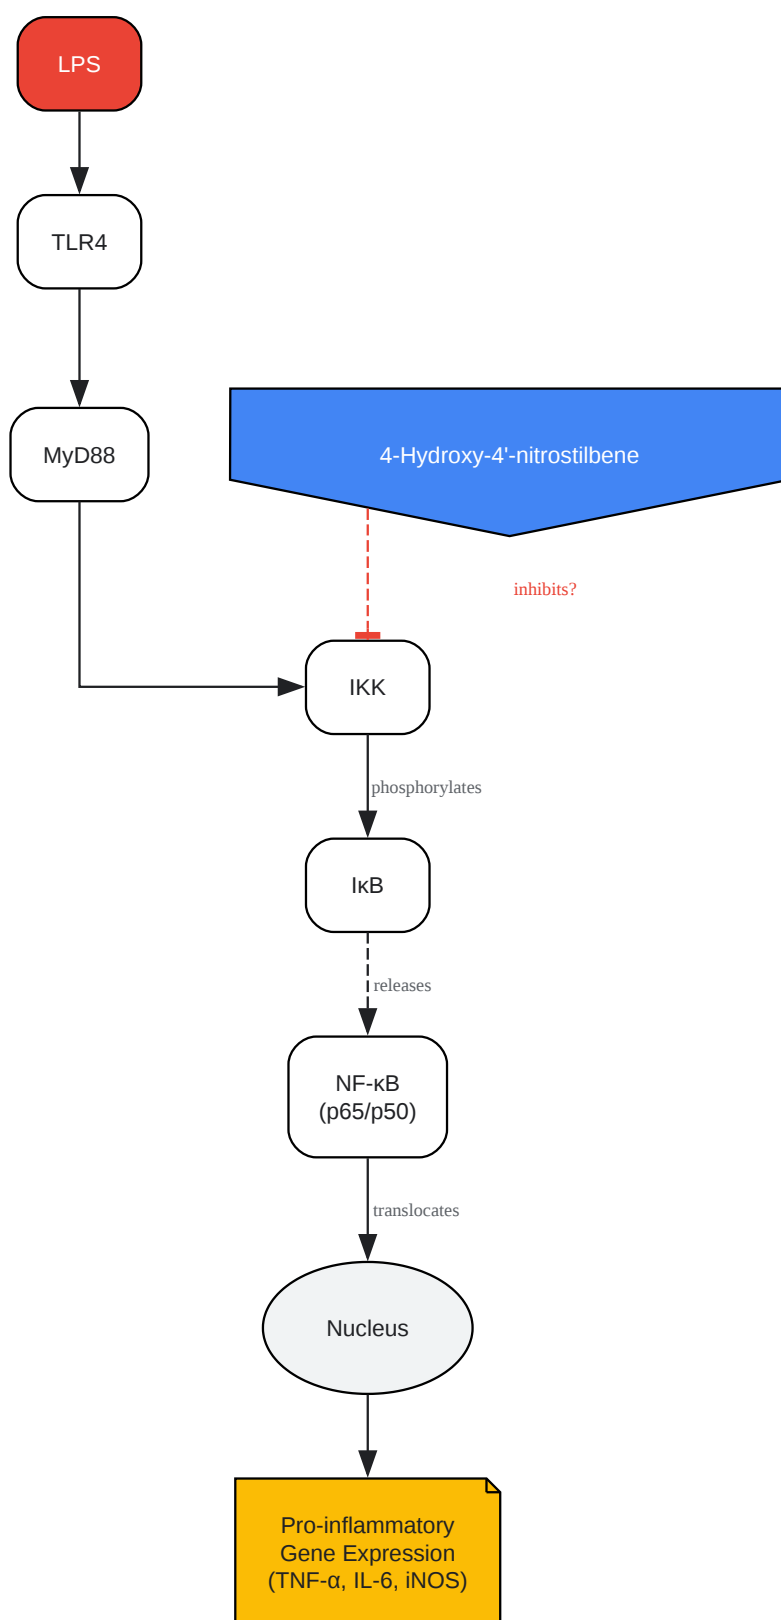 LPS
TLR4
MyD88
4-Hydroxy-4'-nitrostilbene
inhibits?
IKK
phosphorylates
IκB
releases
NF-κB
(p65/p50)
translocates
Nucleus
Pro-inflammatory
Gene Expression
(TNF-α, IL-6, iNOS)